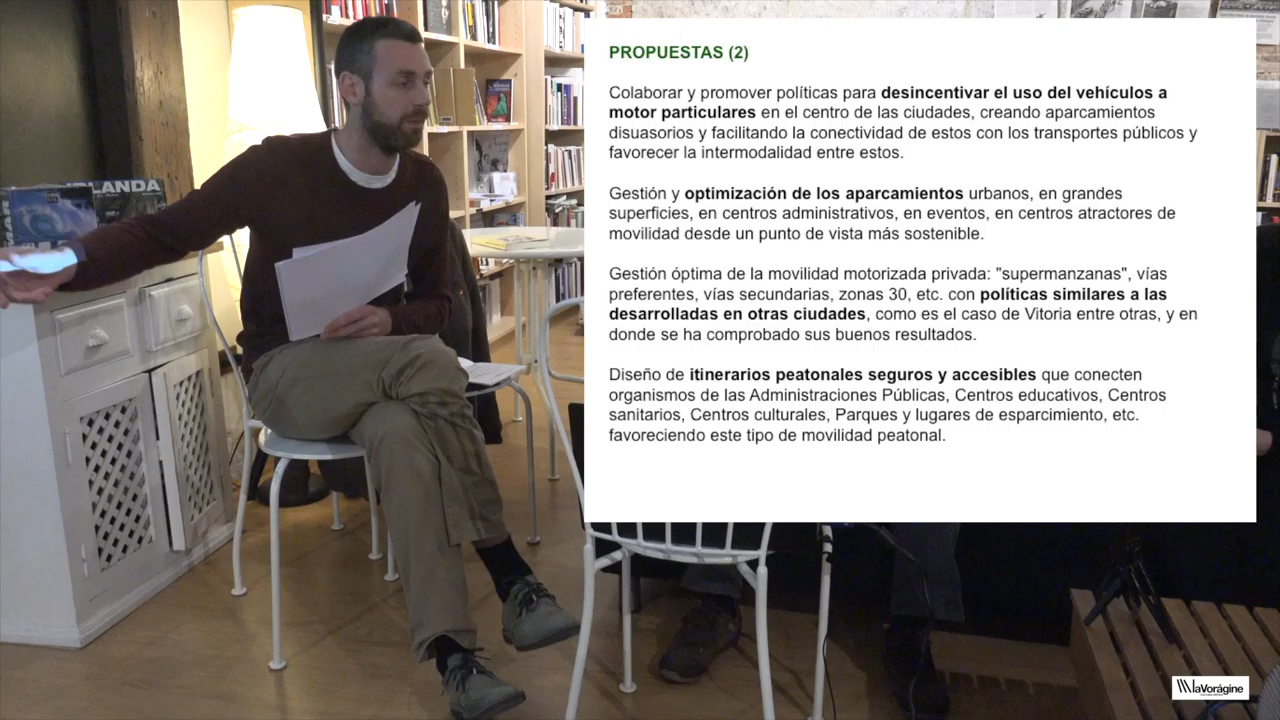 PROPUESTAS (2)
Colaborar y promover políticas para desincentivar el uso del vehículos a
motor particulares en el centro de las ciudades, creando aparcamientos
disuasorios y facilitando la conectividad de estos con los transportes públicos y
favorecer la intermodalidad entre estos.
Gestión y optimización de los aparcamientos urbanos, en grandes
superficies, en centros administrativos, en eventos, en centros atractores de
movilidad desde un punto de vista más sostenible.
Gestión óptima de la movilidad motorizada privada: "supermanzanas", vías
preferentes, vías secundarias, zonas 30, etc. con políticas similares a las
desarrolladas en otras ciudades, como es el caso de Vitoria entre otras, y en
donde se ha comprobado sus buenos resultados.
Diseño de itinerarios peatonales seguros y accesibles que conecten
organismos de las Administraciones Públicas, Centros educativos, Centros
sanitarios, Centros culturales, Parques y lugares de esparcimiento, etc.
favoreciendo este tipo de movilidad peatonal.
laVorágine